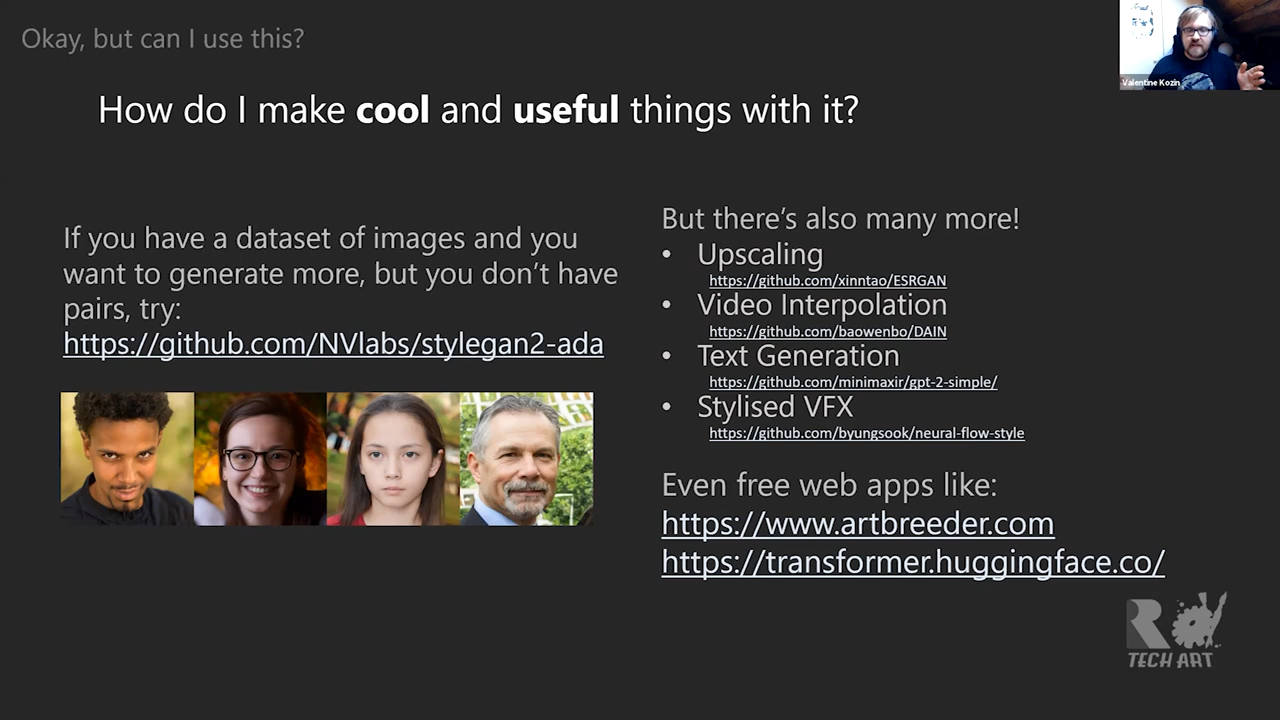 Okay, but can I use this?
Valentine Kozin
How do I make cool and useful things with it?
If you have a dataset of images and you
want to generate more, but you don't have
pairs, try:
https://github.com/NVlabs/stylegan2-ada
But there's also many more!
• Upscaling
https://github.com/xinntao/ESRGAN
• Video Interpolation
https://github.com/baowenbo/DAIN
• Text Generation
https://github.com/minimaxir/gpt-2-simple/
• Stylised VFX
https://github.com/byungsook/neural-flow-style
Even free web apps like:
https://www.artbreeder.com
https://transformer.huggingface.co/
R
TECH ART